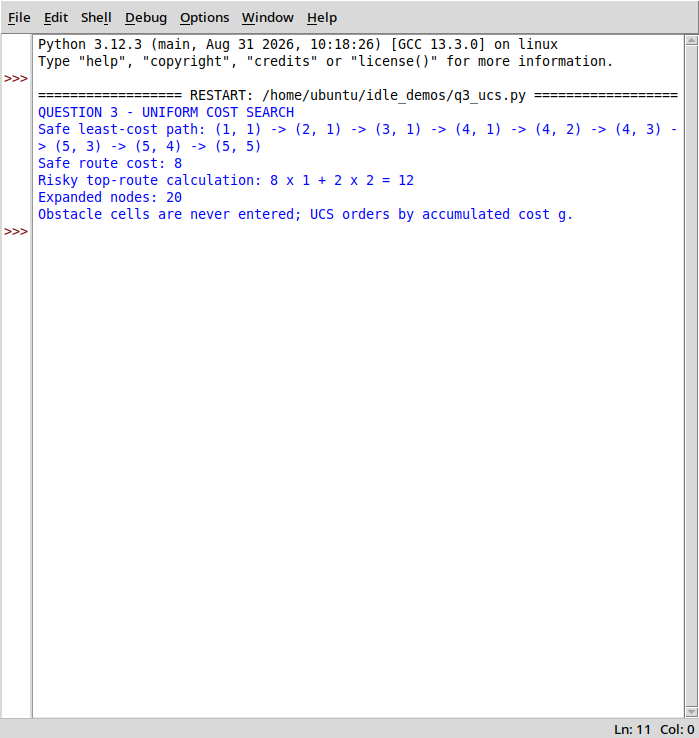 File Edit Shell Debug Options Window Help
Python 3.12.3 (main, Aug 31 2026, 10:18:26) [GCC 13.3.0] on linux
Type "help", "copyright", "credits" or "license()" for more information.
>>>
================== RESTART: /home/ubuntu/idle_demos/q3_ucs.py ==================
QUESTION 3 - UNIFORM COST SEARCH
Safe least-cost path: (1, 1) -> (2, 1) -> (3, 1) -> (4, 1) -> (4, 2) -> (4, 3) -
> (5, 3) -> (5, 4) -> (5, 5)
Safe route cost: 8
Risky top-route calculation: 8 x 1 + 2 x 2 = 12
Expanded nodes: 20
Obstacle cells are never entered; UCS orders by accumulated cost g.
>>>
Ln: 11 Col: 0